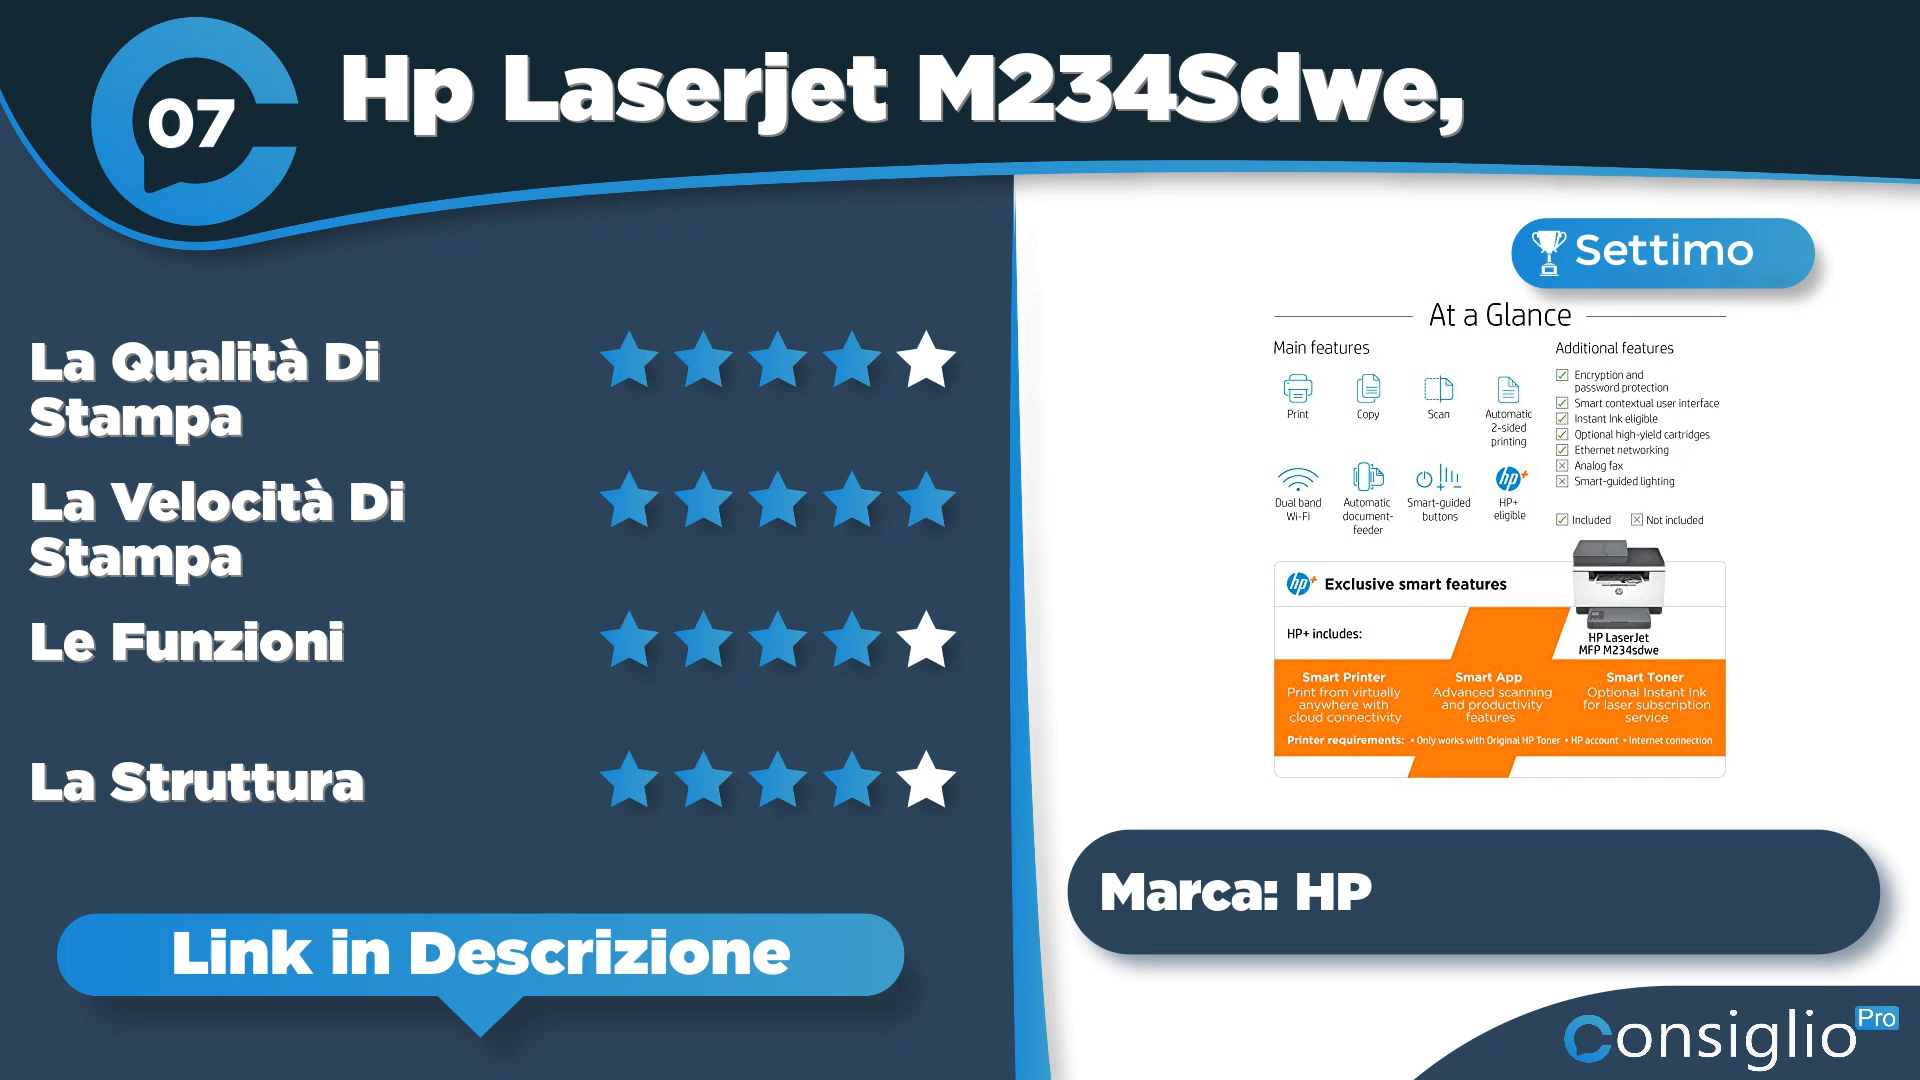 07
Hp Laserjet M234Sdwe,
La Qualità Di
Stampa
La Velocità Di
Stampa
Le Funzioni
La Struttura
Link in Descrizione
Settimo
At a Glance
Main features
Print
Copy
Scan
Automatic
2-sided
printing
Dual band
Wi-Fi
Automatic
document-
feeder
Smart-guided
buttons
hp+
HP+
eligible
Additional features
Encryption and
password protection
Smart contextual user interface
Instant Ink eligible
Optional high-yield cartridges
Ethernet networking
Analog fax
Smart-guided lighting
Included
Not included
hp+ Exclusive smart features
HP+ includes:
HP LaserJet
MFP M234sdwe
Smart Printer
Print from virtually
anywhere with
cloud connectivity
Smart App
Advanced scanning
and productivity
features
Smart Toner
Optional Instant Ink
for laser subscription
service
Printer requirements: • Only works with Original HP Toner • HP account • Internet connection
Marca: HP
Consiglio Pro